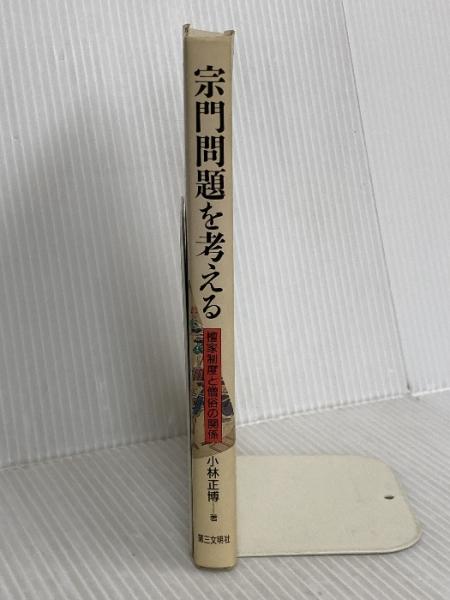 宗門問題を考える
檀家制度と僧俗の関係
小林正博─著
第三文明社